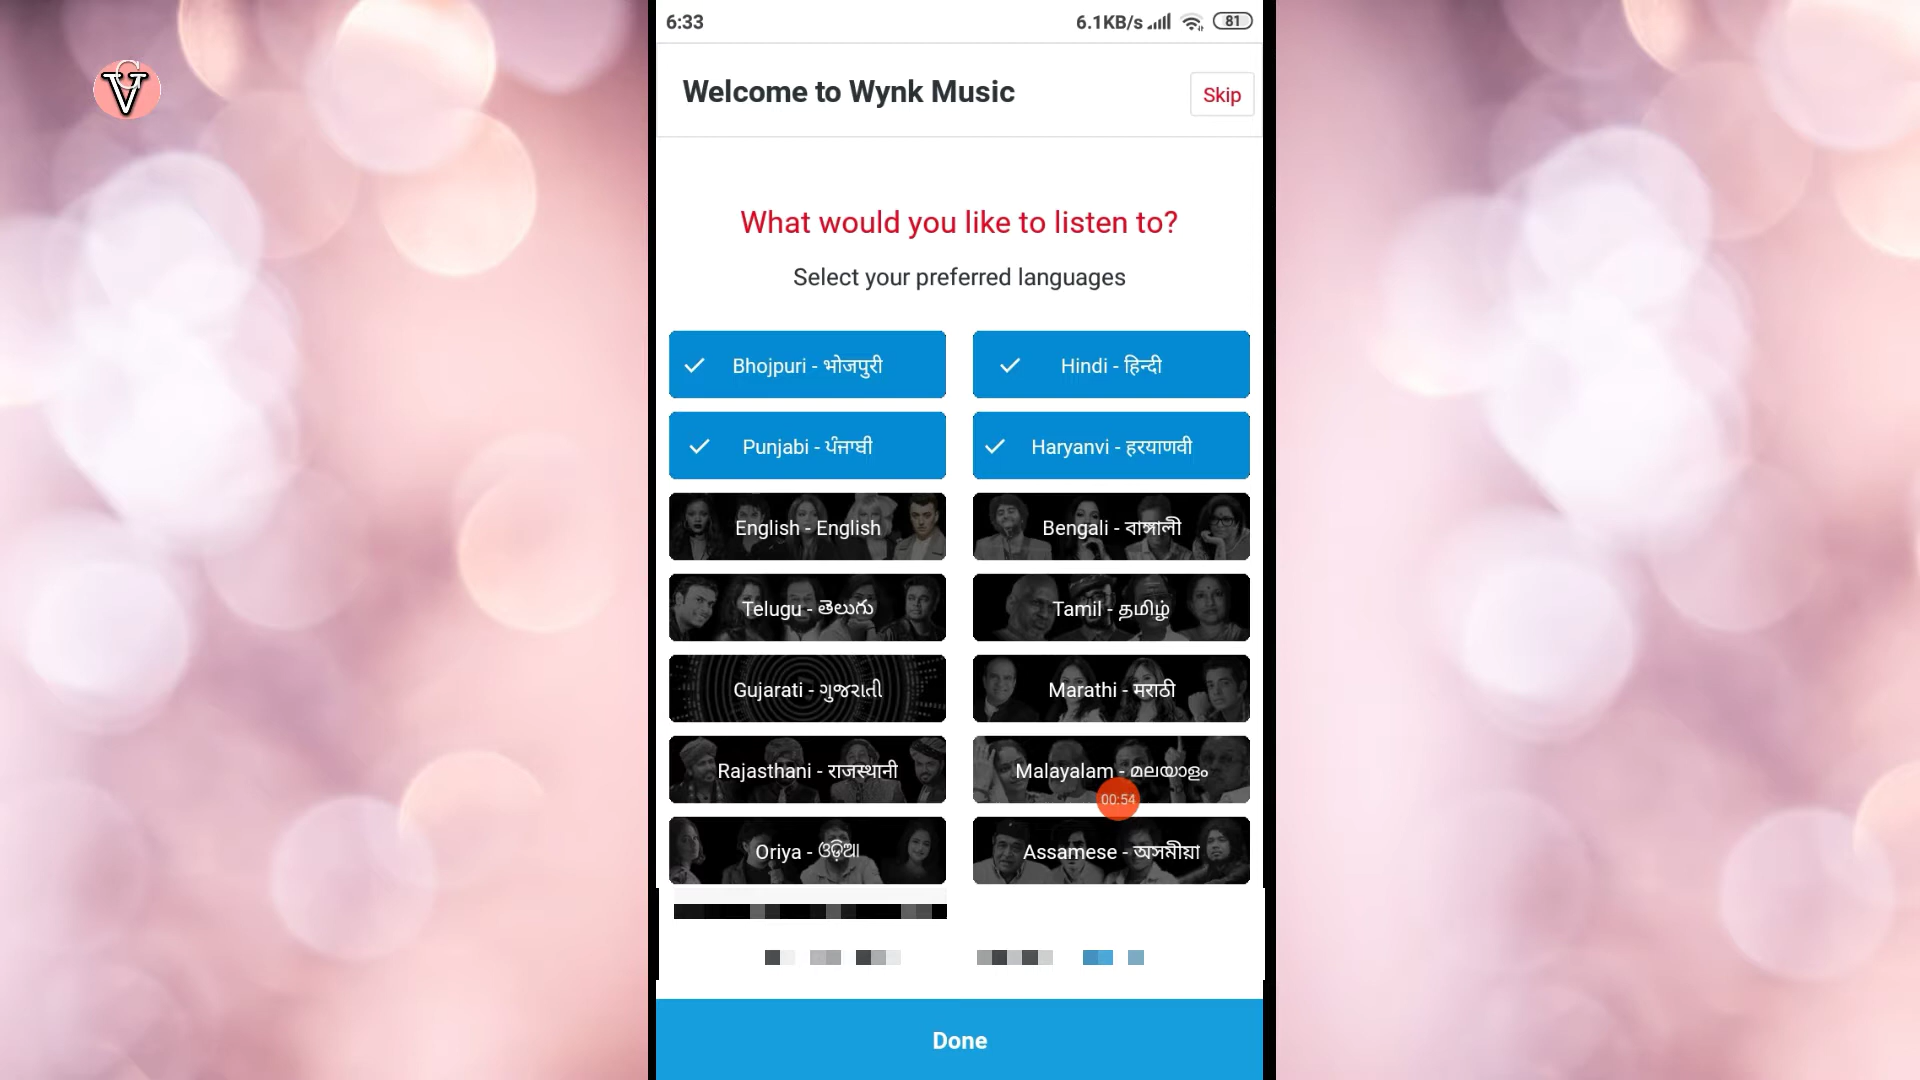 6:33 6.1KB/s 81
Welcome to Wynk Music
Skip
What would you like to listen to?
Select your preferred languages
Bhojpuri - भोजपुरी
Hindi - हिन्दी
Punjabi - ਪੰਜਾਬੀ
Haryanvi - हरयाणवी
English - English
Bengali - বাঙ্গালী
Telugu - తెలుగు
Tamil - தமிழ்
Gujarati - ગુજરાતી
Marathi - मराठी
Rajasthani - राजस्थानी
Malayalam - മലയാളം
00:54
Oriya - ଓଡ଼ିଆ
Assamese - অসমীয়া
Done